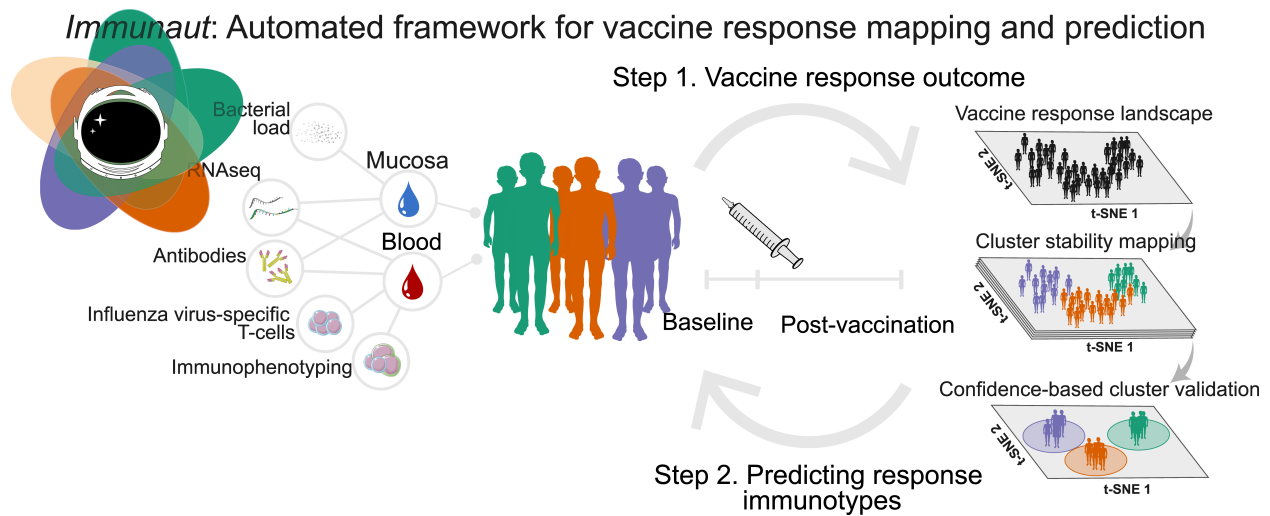 Immunaut: Automated framework for vaccine response mapping and prediction
Step 1. Vaccine response outcome
Bacterial
load
RNAseq
Antibodies
Influenza virus-specific
T-cells
Immunophenotyping
Mucosa
Blood
Baseline
Post-vaccination
Vaccine response landscape
t-SNE 2
t-SNE 1
Cluster stability mapping
t-SNE 2
t-SNE 1
Confidence-based cluster validation
t-SNE 2
t-SNE 1
Step 2. Predicting response
immunotypes